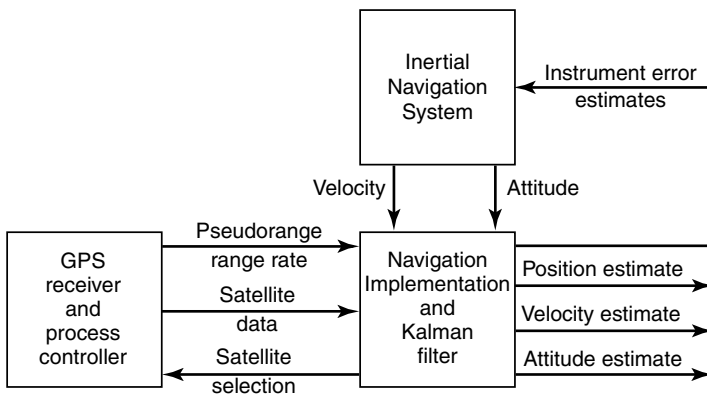 Inertial
Navigation
System
Instrument error
estimates
Velocity
Attitude
GPS
receiver
and
process
controller
Pseudorange
range rate
Satellite
data
Satellite
selection
Navigation
Implementation
and
Kalman
filter
Position estimate
Velocity estimate
Attitude estimate